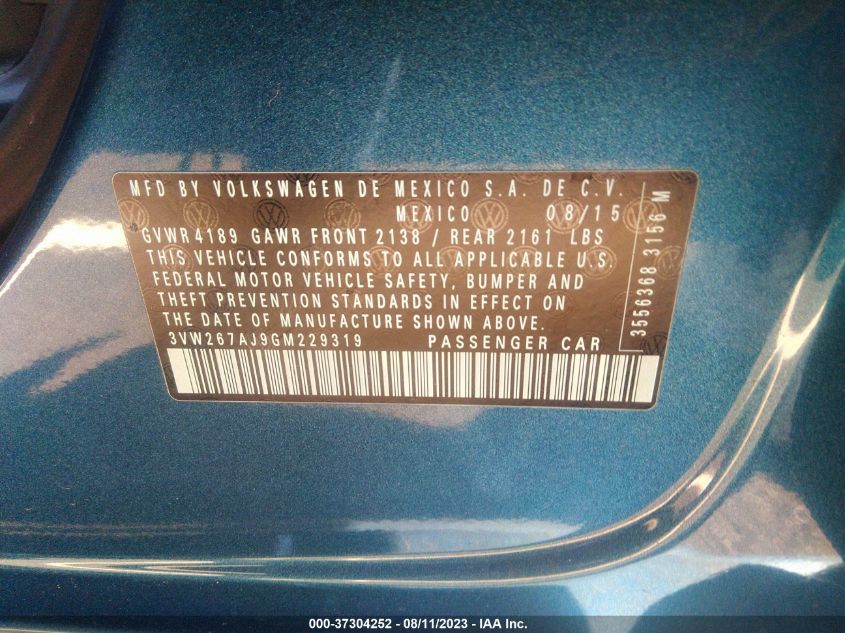 MFD BY VOLKSWAGEN DE MEXICO S.A. DE C.V.
MEXICO 08/15
GVWR 4189 GAWR FRONT 2138 / REAR 2161 LBS
THIS VEHICLE CONFORMS TO ALL APPLICABLE U.S.
FEDERAL MOTOR VEHICLE SAFETY, BUMPER AND
THEFT PREVENTION STANDARDS IN EFFECT ON
THE DATE OF MANUFACTURE SHOWN ABOVE.
3VW267AJ9GM229319 PASSENGER CAR
3556368 3156 M
000-37304252 - 08/11/2023 - IAA Inc.